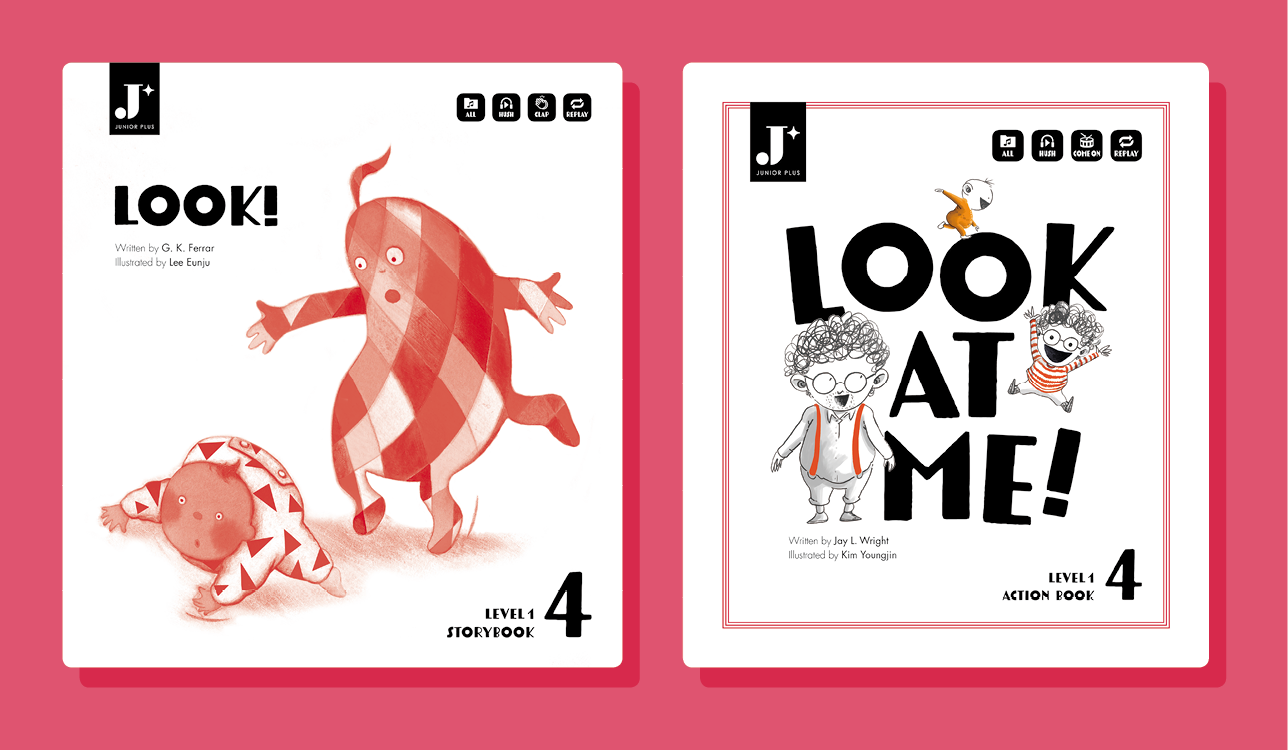 J
JUNIOR PLUS
ALL
HUSH
CLAP
REPLAY
LOOK!
Written by G. K. Ferrar
Illustrated by Lee Eunju
LEVEL 1
STORYBOOK
4
J
JUNIOR PLUS
ALL
HUSH
COME ON
REPLAY
LOOK
AT
ME!
Written by Jay L. Wright
Illustrated by Kim Youngjin
LEVEL 1
ACTION BOOK
4